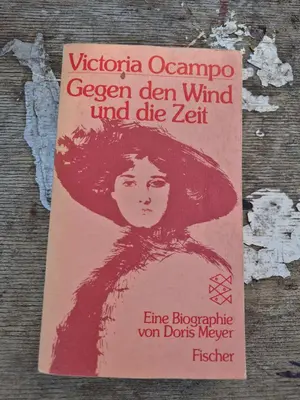 Victoria Ocampo
Gegen den Wind
und die Zeit
Eine Biographie
von Doris Meyer
Fischer